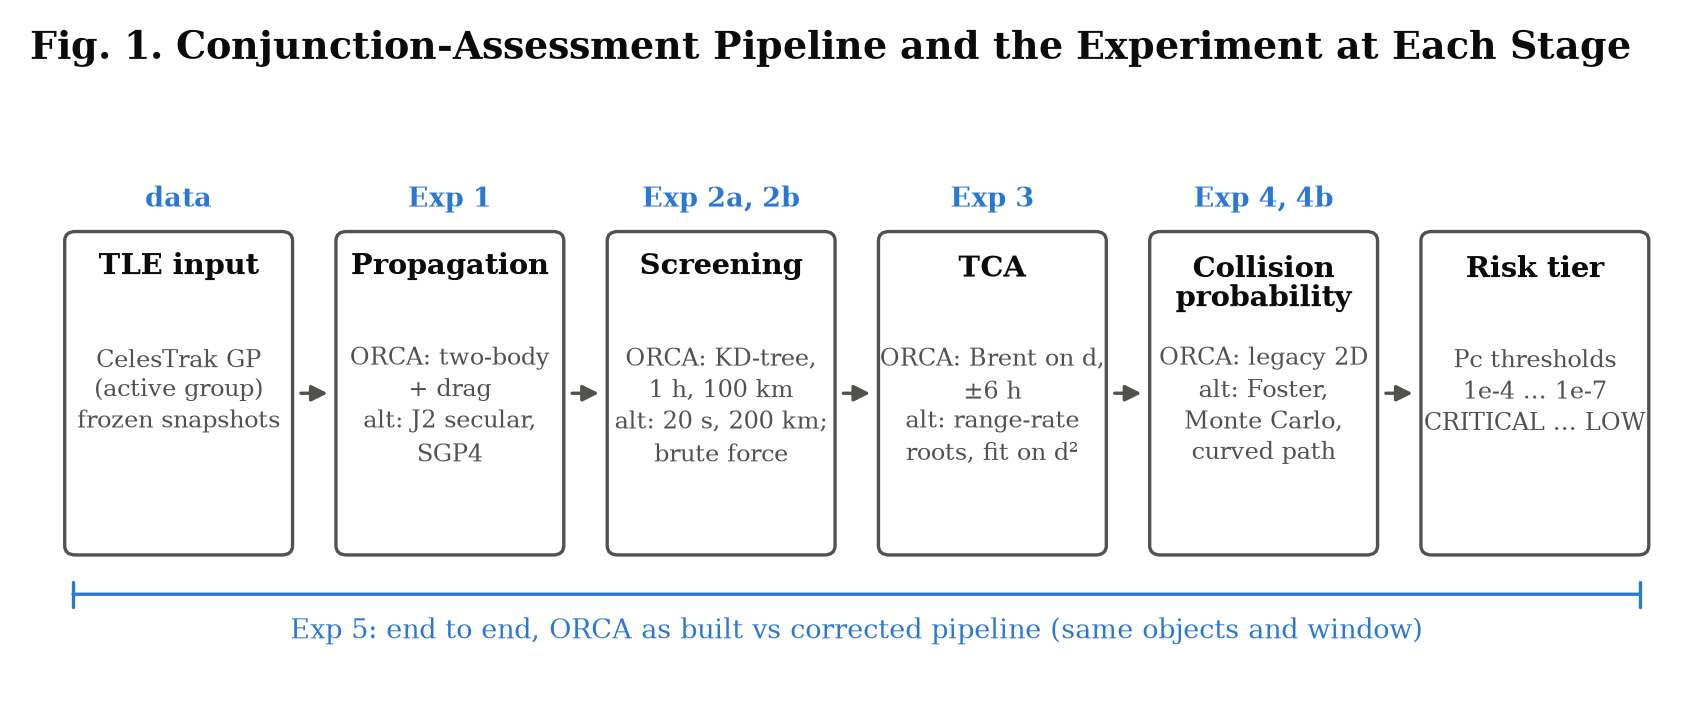 Fig. 1. Conjunction-Assessment Pipeline and the Experiment at Each Stage
data
TLE input
CelesTrak GP
(active group)
frozen snapshots
Exp 1
Propagation
ORCA: two-body
+ drag
alt: J2 secular,
SGP4
Exp 2a, 2b
Screening
ORCA: KD-tree,
1 h, 100 km
alt: 20 s, 200 km;
brute force
Exp 3
TCA
ORCA: Brent on d,
±6 h
alt: range-rate
roots, fit on d²
Exp 4, 4b
Collision
probability
ORCA: legacy 2D
alt: Foster,
Monte Carlo,
curved path
Risk tier
Pc thresholds
1e-4 … 1e-7
CRITICAL … LOW
Exp 5: end to end, ORCA as built vs corrected pipeline (same objects and window)